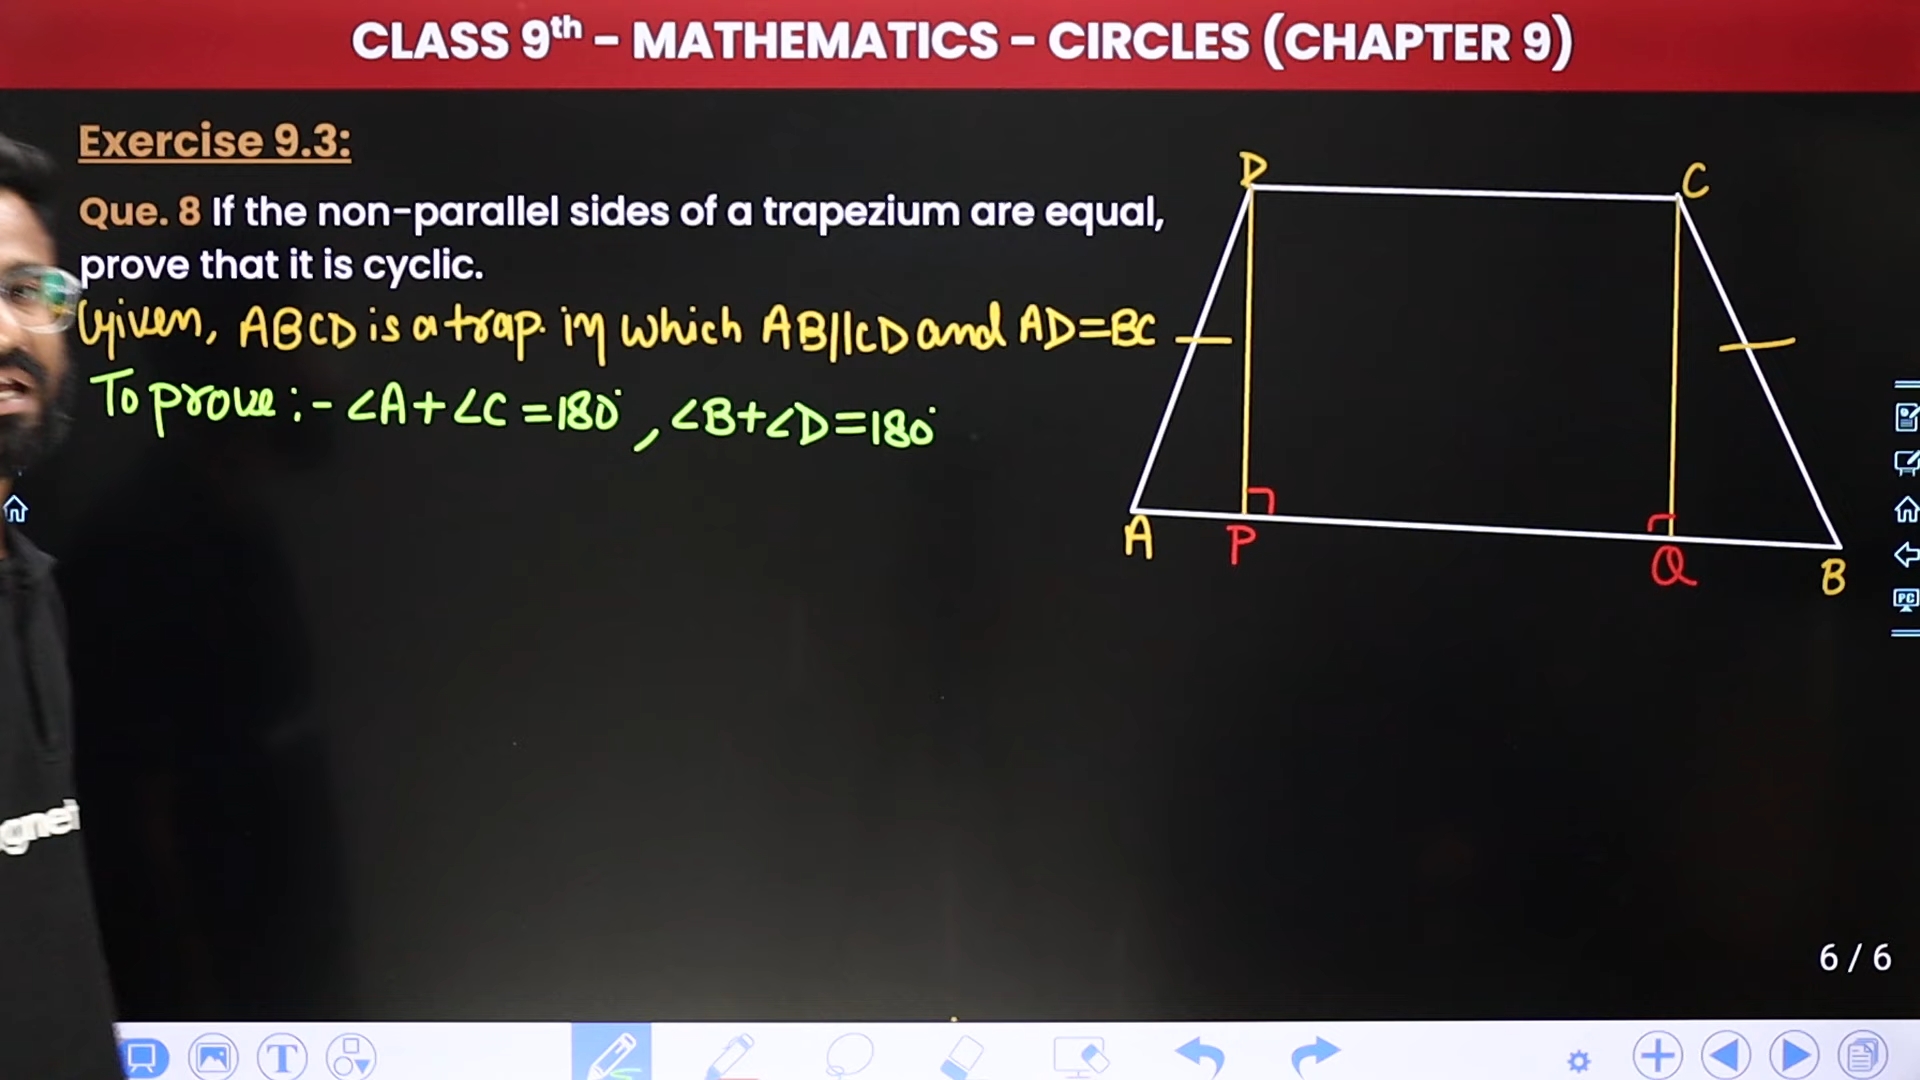 CLASS 9th - MATHEMATICS - CIRCLES (CHAPTER 9)
Exercise 9.3:
Que. 8 If the non-parallel sides of a trapezium are equal,
prove that it is cyclic.
Given, ABCD is a trap. in which AB||CD and AD=BC
To prove :- ∠A+∠C=180°, ∠B+∠D=180°
D
C
A
P
Q
B
PC
gnet
6 / 6
T